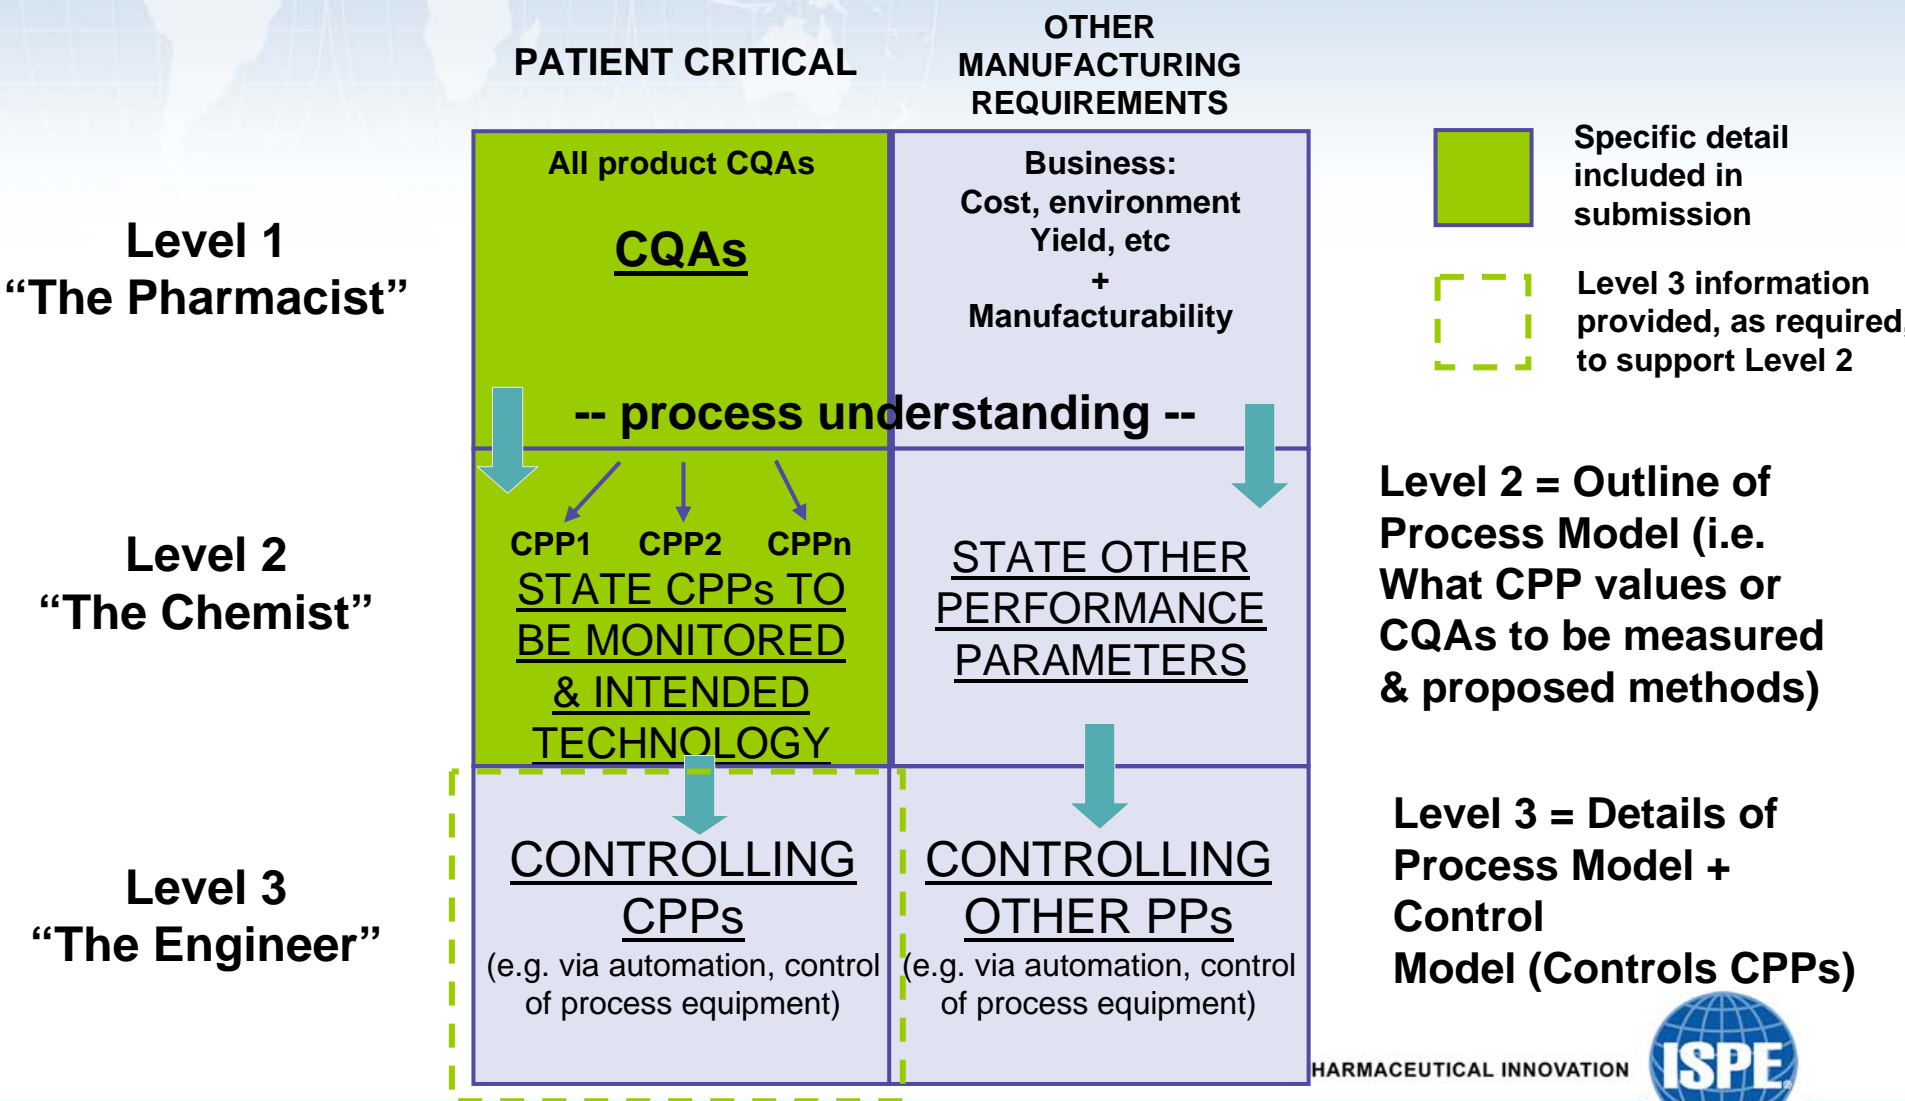 PATIENT CRITICAL
OTHER
MANUFACTURING
REQUIREMENTS
Level 1
“The Pharmacist”
All product CQAs
CQAs
Business:
Cost, environment
Yield, etc
+
Manufacturability
Specific detail
included in
submission
Level 3 information
provided, as required,
to support Level 2
-- process understanding --
Level 2
“The Chemist”
CPP1 CPP2 CPPn
STATE CPPs TO
BE MONITORED
& INTENDED
TECHNOLOGY
STATE OTHER
PERFORMANCE
PARAMETERS
Level 2 = Outline of
Process Model (i.e.
What CPP values or
CQAs to be measured
& proposed methods)
Level 3
“The Engineer”
CONTROLLING
CPPs
(e.g. via automation, control
of process equipment)
CONTROLLING
OTHER PPs
(e.g. via automation, control
of process equipment)
Level 3 = Details of
Process Model +
Control
Model (Controls CPPs)
HARMACEUTICAL INNOVATION
ISPE